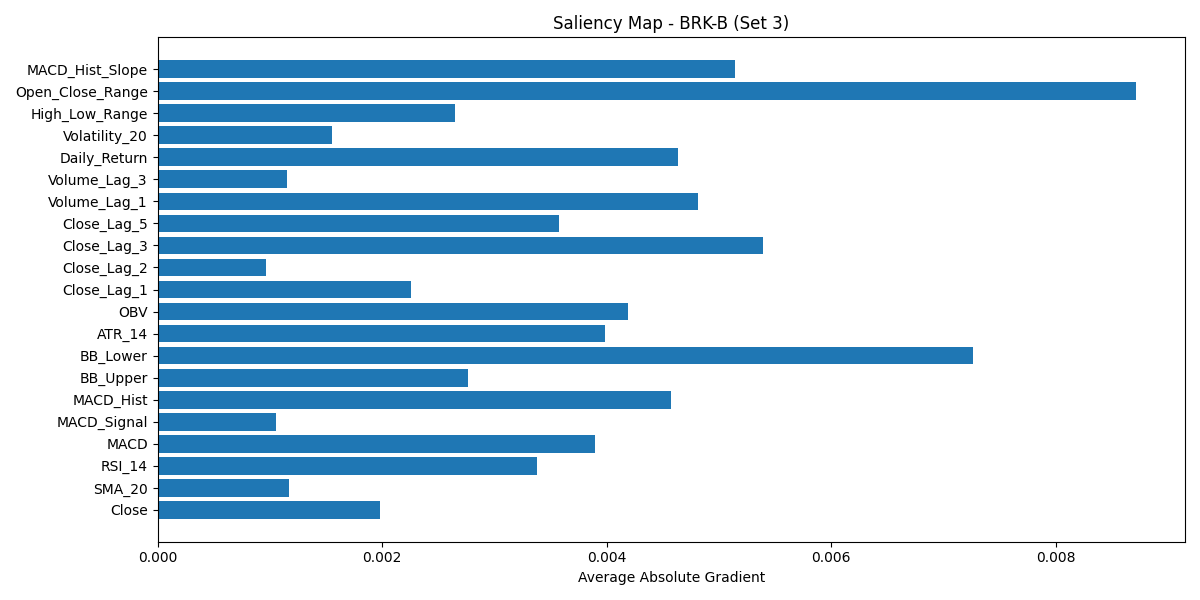 Saliency Map - BRK-B (Set 3)
MACD_Hist_Slope
Open_Close_Range
High_Low_Range
Volatility_20
Daily_Return
Volume_Lag_3
Volume_Lag_1
Close_Lag_5
Close_Lag_3
Close_Lag_2
Close_Lag_1
OBV
ATR_14
BB_Lower
BB_Upper
MACD_Hist
MACD_Signal
MACD
RSI_14
SMA_20
Close
0.000 0.002 0.004 0.006 0.008
Average Absolute Gradient